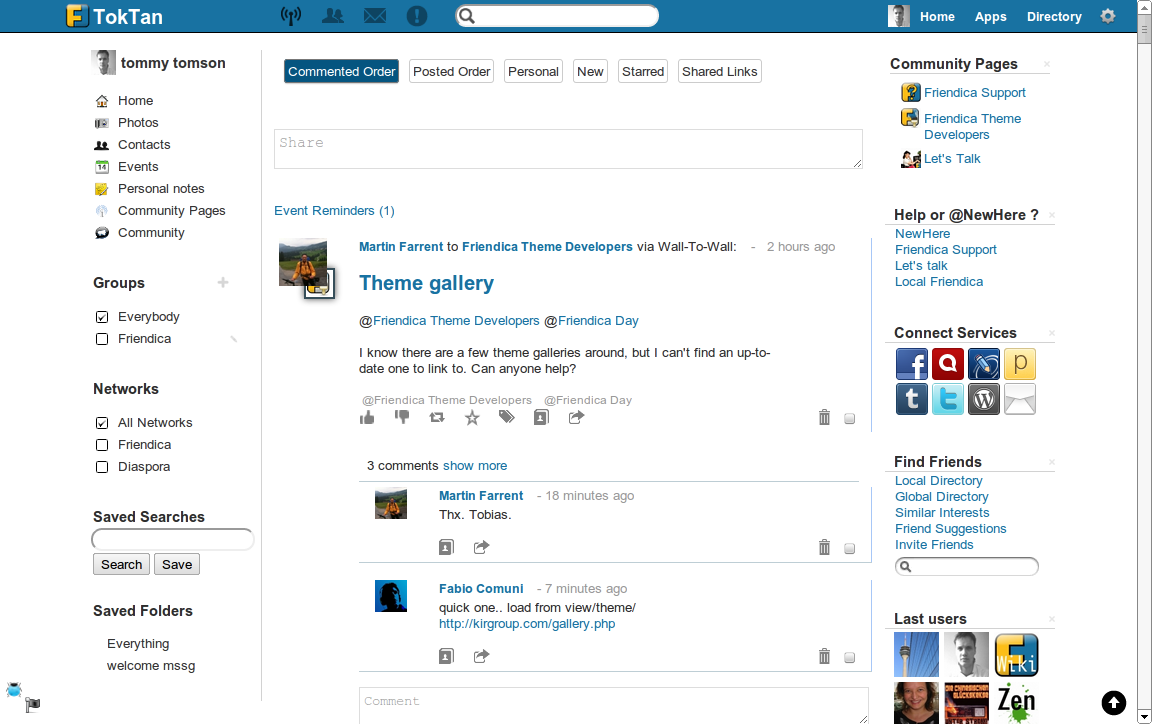 TokTan
Home
Apps
Directory
tommy tomson
Home
Photos
Contacts
14
Events
Personal notes
Community Pages
Community
Groups
Everybody
Friendica
Networks
All Networks
Friendica
Diaspora
Saved Searches
Search
Save
Saved Folders
Everything
welcome mssg
Commented Order
Posted Order
Personal
New
Starred
Shared Links
Share
Event Reminders (1)
Martin Farrent to Friendica Theme Developers via Wall-To-Wall: - 2 hours ago
Theme gallery
@Friendica Theme Developers @Friendica Day
I know there are a few theme galleries around, but I can't find an up-to-
date one to link to. Can anyone help?
@Friendica Theme Developers @Friendica Day
3 comments show more
Martin Farrent - 18 minutes ago
Thx. Tobias.
Fabio Comuni - 7 minutes ago
quick one.. load from view/theme/
http://kirgroup.com/gallery.php
Comment
Community Pages
Friendica Support
Friendica Theme
Developers
Let's Talk
Help or @NewHere ?
NewHere
Friendica Support
Let's talk
Local Friendica
Connect Services
Find Friends
Local Directory
Global Directory
Similar Interests
Friend Suggestions
Invite Friends
Last users
Wiki
Zen